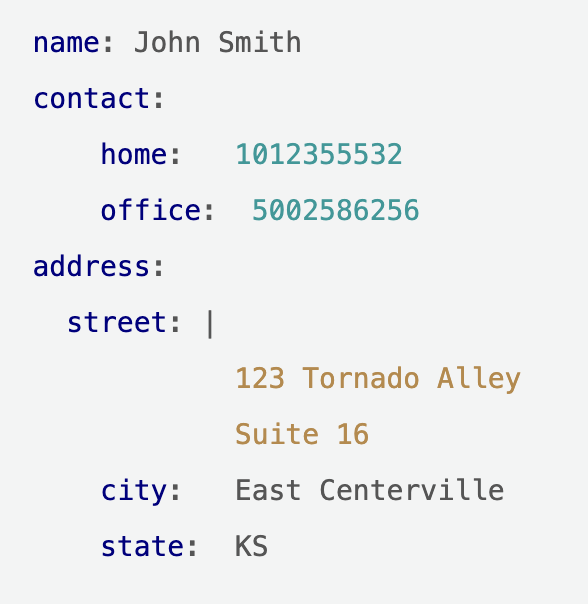 name: John Smith
contact:
    home:   1012355532
    office:  5002586256
address:
  street: |
            123 Tornado Alley
            Suite 16
    city:   East Centerville
    state:  KS